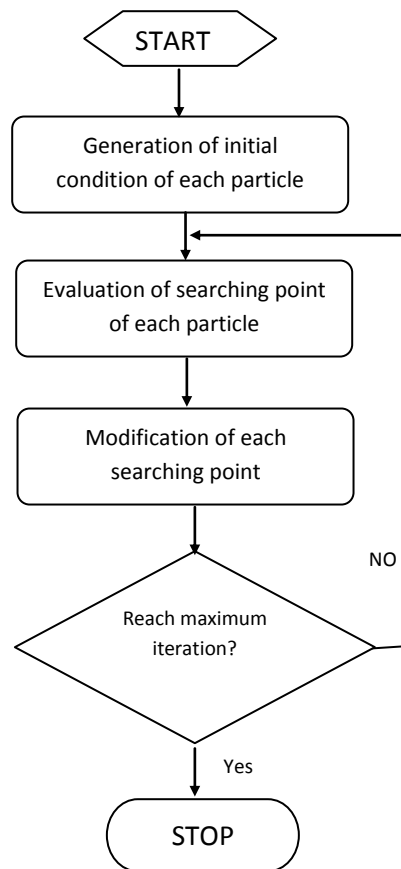 START
Generation of initial
condition of each particle
Evaluation of searching point
of each particle
Modification of each
searching point
NO
Reach maximum
iteration?
Yes
STOP